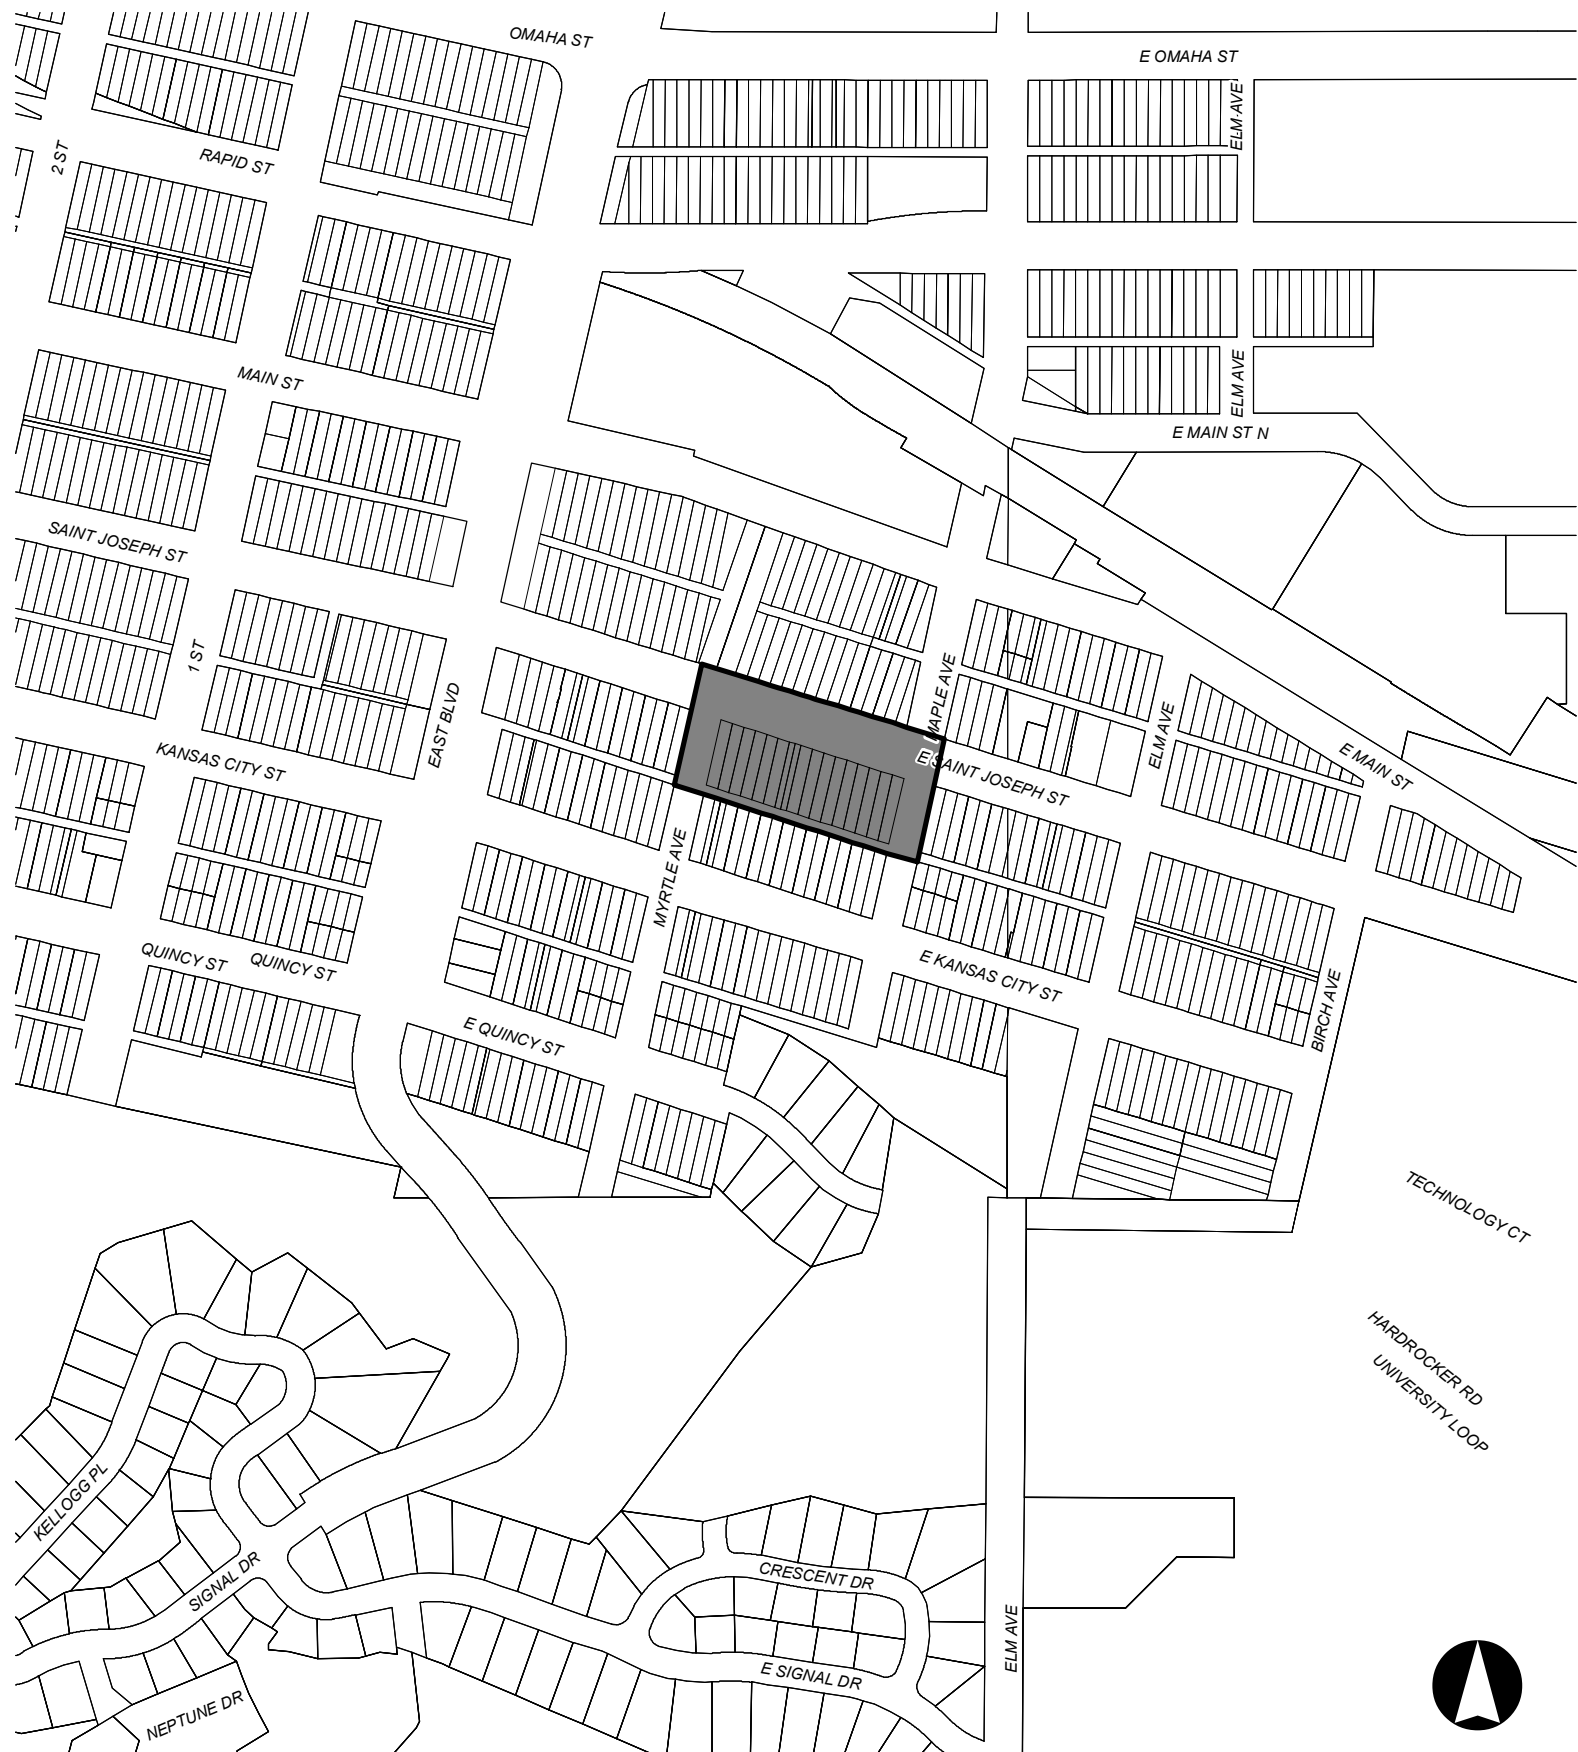 OMAHA ST
E OMAHA ST
ELM AVE
2 ST
RAPID ST
MAIN ST
ELM AVE
E MAIN ST N
SAINT JOSEPH ST
1 ST
EAST BLVD
MAPLE AVE
ELM AVE
E MAIN ST
KANSAS CITY ST
E SAINT JOSEPH ST
MYRTLE AVE
QUINCY ST
QUINCY ST
E KANSAS CITY ST
BIRCH AVE
E QUINCY ST
TECHNOLOGY CT
HARDROCKER RD
UNIVERSITY LOOP
KELLOGG PL
SIGNAL DR
CRESCENT DR
ELM AVE
E SIGNAL DR
NEPTUNE DR